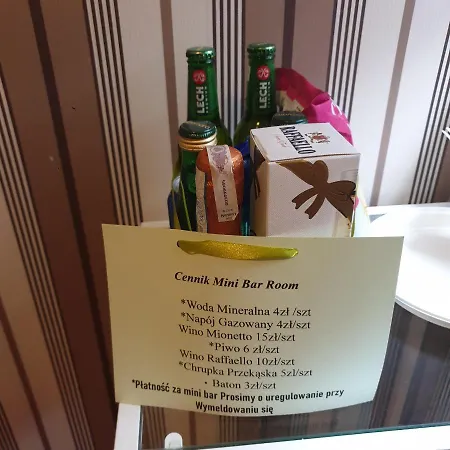 LECH
LECH
RAFFAELLO
Cennik Mini Bar Room
*Woda Mineralna 4zł /szt
*Napój Gazowany 4zł/szt
Wino Mionetto 15zł/szt
*Piwo 6 zł/szt
Wino Raffaello 10zł/szt
*Chrupka Przekąska 5zł/szt
· Baton 3zł/szt
*Płatność za mini bar Prosimy o uregulowanie przy
Wymeldowaniu się